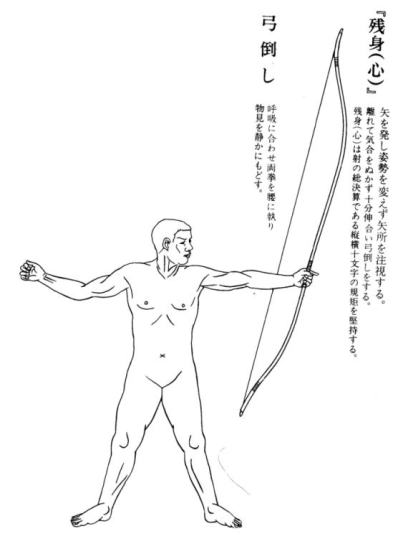 『残身(心)』
矢を発し姿勢を変えず矢所を注視する。
離れて気合をぬかず十分伸合い弓倒しをする。
残身(心)は射の総決算である縦横十文字の規矩を堅持する。
弓倒し
呼吸に合わせ両拳を腰に執り
物見を静かにもどす。